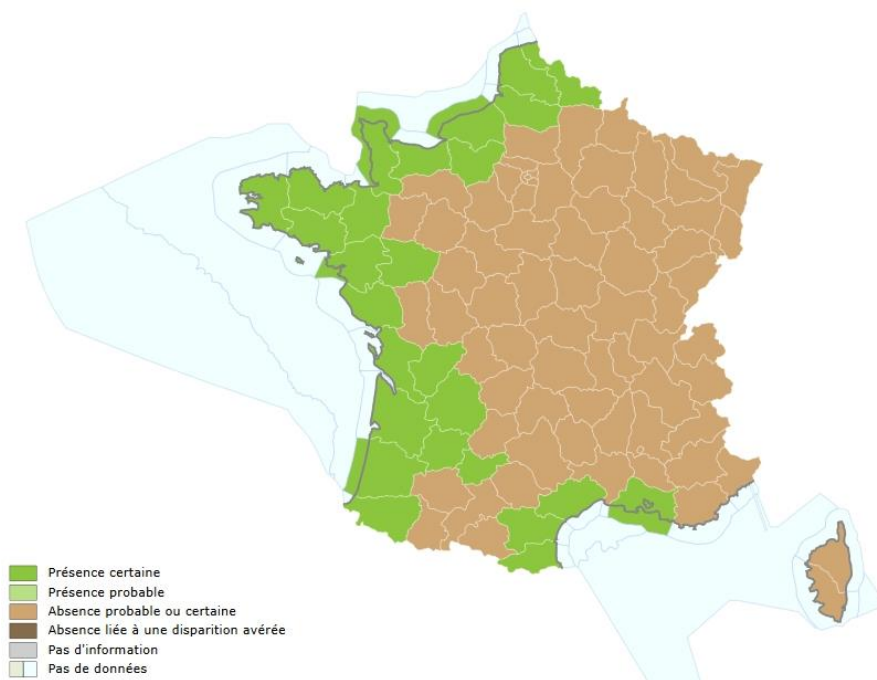 Présence certaine
Présence probable
Absence probable ou certaine
Absence liée à une disparition avérée
Pas d'information
Pas de données